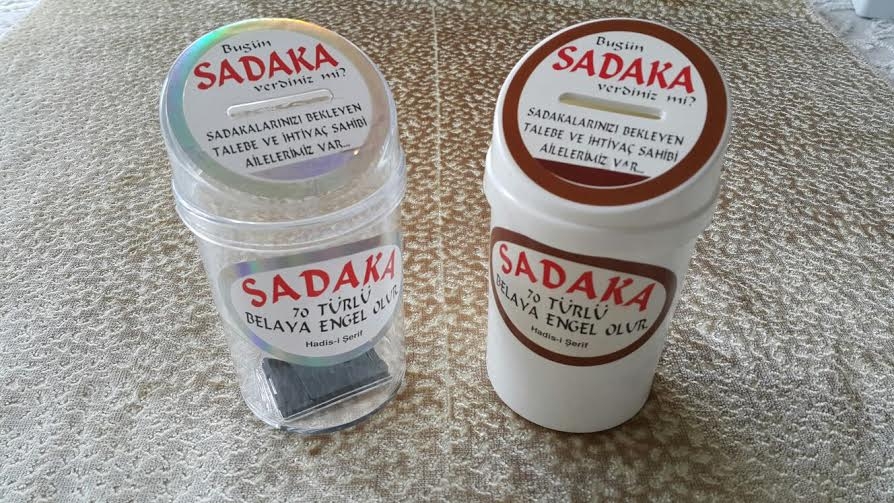 Bugün
SADAKA
verdiniz mi?
SADAKALARINIZI BEKLEYEN
TALEBE VE İHTİYAÇ SAHİBİ
AİLELERİMİZ VAR...
SADAKA
70 TÜRLÜ
BELAYA ENGEL OLUR.
Hadis-i Şerif
Bugün
SADAKA
verdiniz mi?
SADAKALARINIZI BEKLEYEN
TALEBE VE İHTİYAÇ SAHİBİ
AİLELERİMİZ VAR...
SADAKA
70 TÜRLÜ
BELAYA ENGEL OLUR.
Hadis-i Şerif